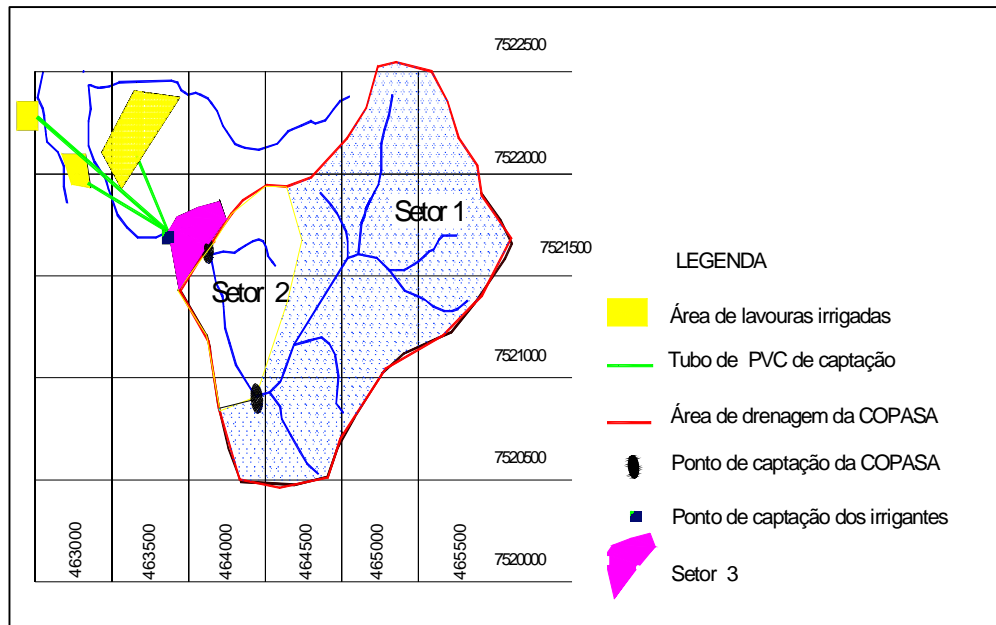 7522500
7522000
Setor 1
7521500
LEGENDA
Setor 2
Área de lavouras irrigadas
Tubo de PVC de captação
7521000
Área de drenagem da COPASA
Ponto de captação da COPASA
7520500
Ponto de captação dos irrigantes
463000
463500
464000
464500
465000
465500
7520000
Setor 3